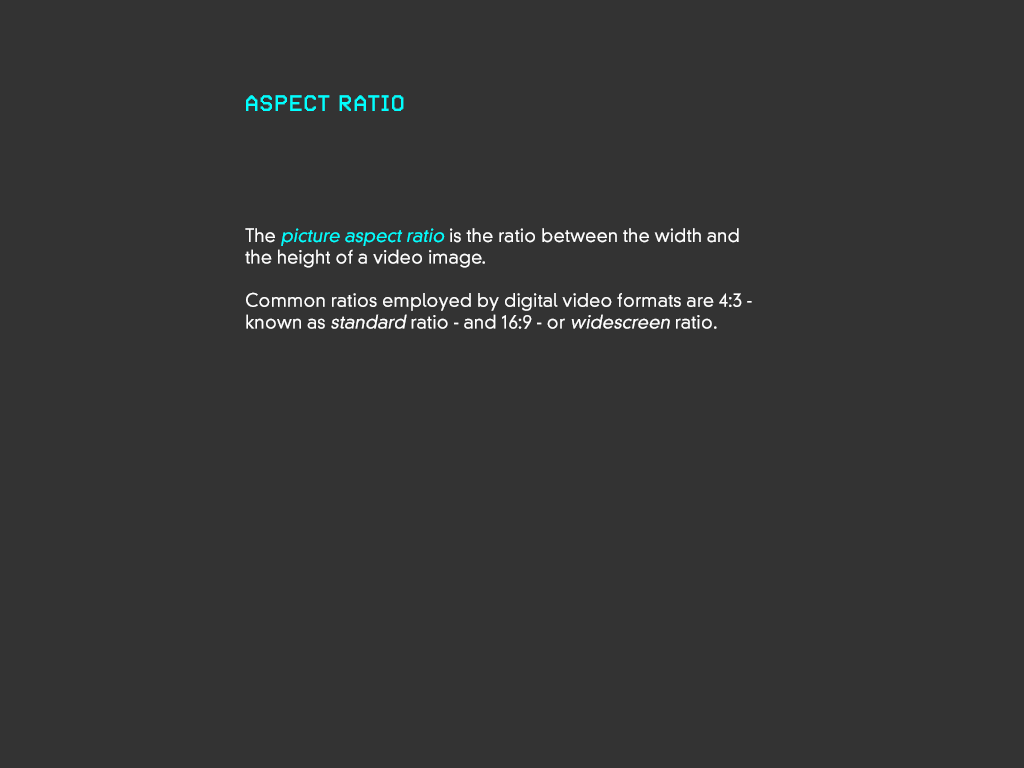 ASPECT RATIO
The picture aspect ratio is the ratio between the width and
the height of a video image.
Common ratios employed by digital video formats are 4:3 -
known as standard ratio - and 16:9 - or widescreen ratio.